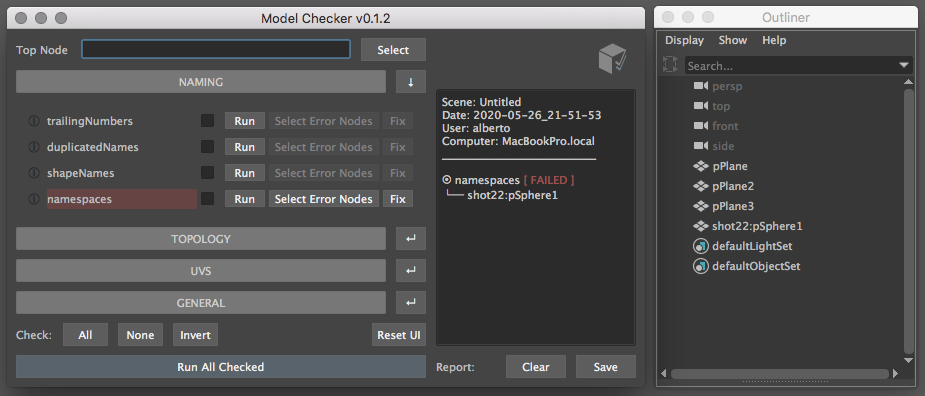 Model Checker v0.1.2
Top Node
Select
NAMING
↓
trailingNumbers Run Select Error Nodes Fix
duplicatedNames Run Select Error Nodes Fix
shapeNames Run Select Error Nodes Fix
namespaces Run Select Error Nodes Fix
TOPOLOGY
UVS
GENERAL
Check: All None Invert Reset UI
Run All Checked
Scene: Untitled
Date: 2020-05-26_21-51-53
User: alberto
Computer: MacBookPro.local
namespaces [ FAILED ]
shot22:pSphere1
Report: Clear Save
Outliner
Display Show Help
Search...
persp
top
front
side
pPlane
pPlane2
pPlane3
shot22:pSphere1
defaultLightSet
defaultObjectSet